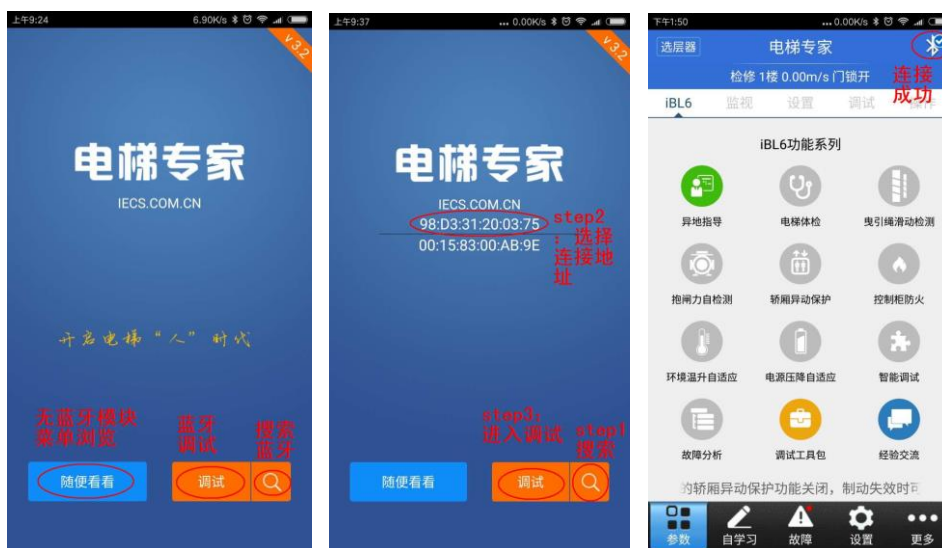 上午9:24
6.90K/s
V3.2
电梯专家
IECS.COM.CN
开启电梯“人”时代
无蓝牙模块
菜单浏览
蓝牙
调试
搜索
蓝牙
随便看看
调试
上午9:37
... 0.00K/s
V3.2
电梯专家
IECS.COM.CN
98:D3:31:20:03:75
00:15:83:00:AB:9E
step2
：选择
连接地
址
step3:
进入调试
step1
搜索
随便看看
调试
下午1:50
... 0.00K/s
选层器
电梯专家
检修 1楼 0.00m/s 门锁开
连接
成功
iBL6 监视 设置 调试
iBL6功能系列
异地指导 电梯体检 曳引绳滑动检测
抱闸力自检测 轿厢异动保护 控制柜防火
环境温升自适应 电源压降自适应 智能调试
故障分析 调试工具包 经验交流
的轿厢异动保护功能关闭，制动失效时可
参数 自学习 故障 设置 更多